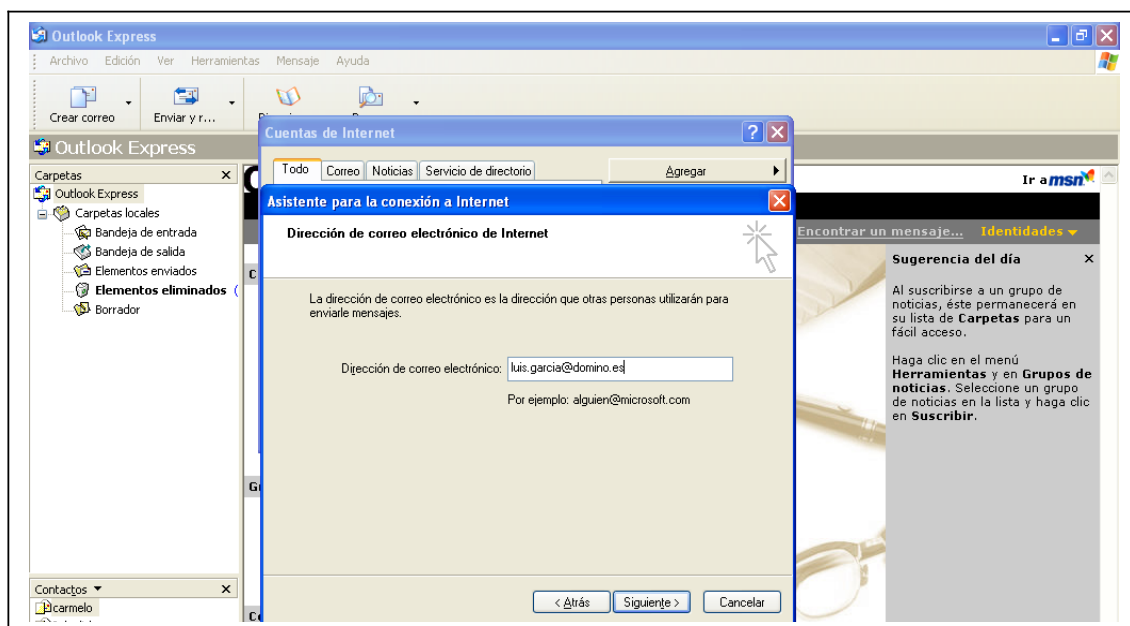 Outlook Express
Archivo Edición Ver Herramientas Mensaje Ayuda
Crear correo Enviar y r...
Outlook Express
Cuentas de Internet
Todo Correo Noticias Servicio de directorio Agregar
Carpetas
Outlook Express
Carpetas locales
Bandeja de entrada
Bandeja de salida
Elementos enviados
Elementos eliminados (
Borrador
Ir a msn
Asistente para la conexión a Internet
Dirección de correo electrónico de Internet
La dirección de correo electrónico es la dirección que otras personas utilizarán para
enviarle mensajes.
Dirección de correo electrónico: luis.garcia@domino.es
Por ejemplo: alguien@microsoft.com
< Atrás Siguiente > Cancelar
Encontrar un mensaje... Identidades
Sugerencia del día
Al suscribirse a un grupo de
noticias, éste permanecerá en
su lista de Carpetas para un
fácil acceso.
Haga clic en el menú
Herramientas y en Grupos de
noticias. Seleccione un grupo
de noticias en la lista y haga clic
en Suscribir.
Contactos
carmelo